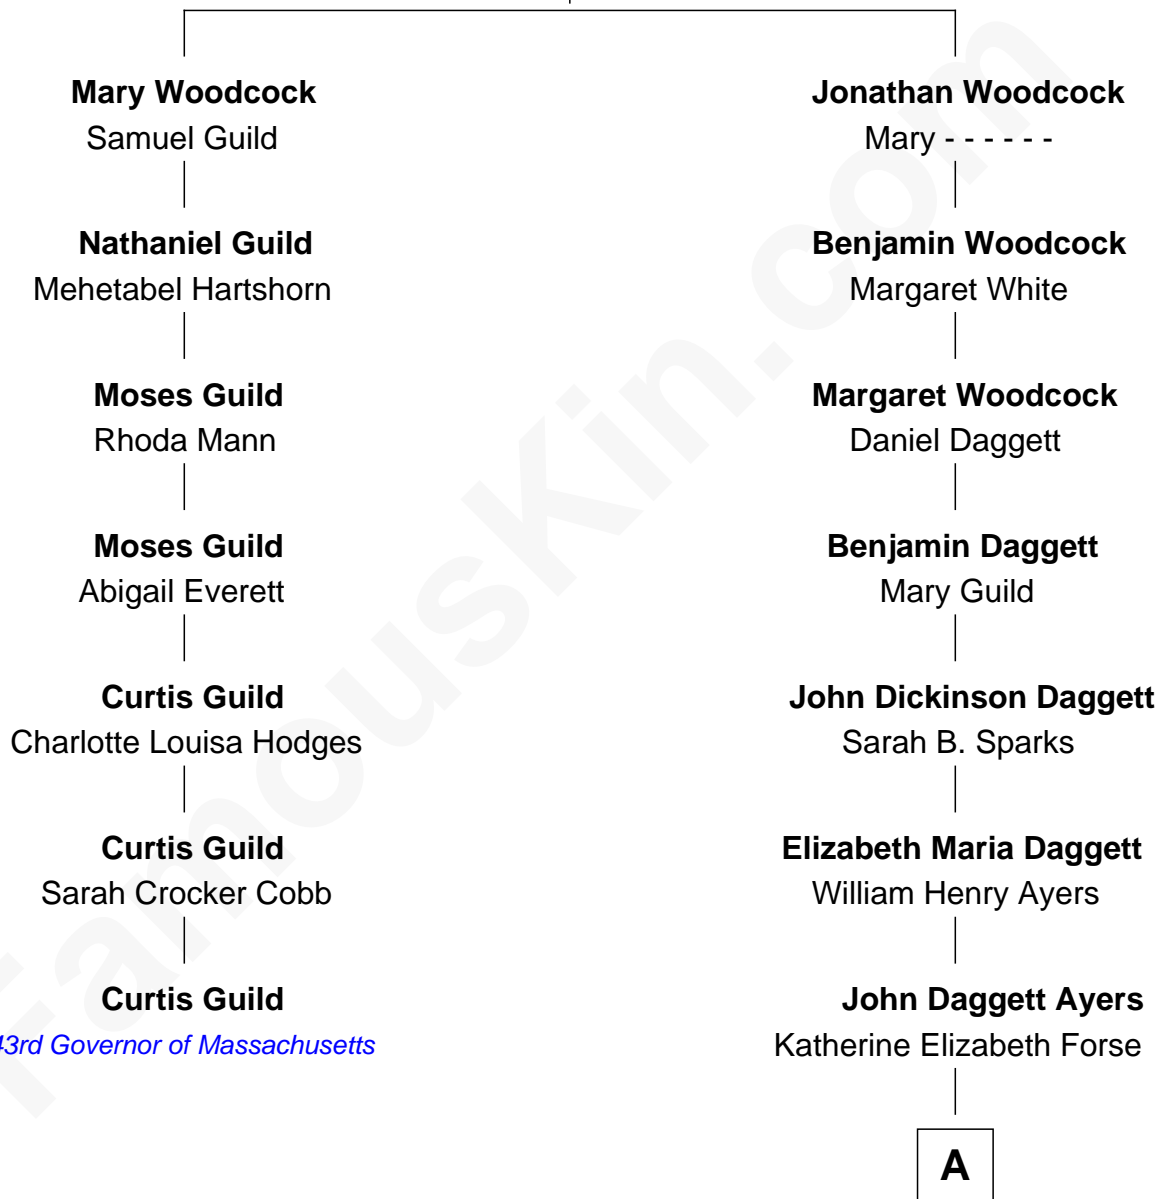 Mary Woodcock
Samuel Guild
Nathaniel Guild
Mehetabel Hartshorn
Moses Guild
Rhoda Mann
Moses Guild
Abigail Everett
Curtis Guild
Charlotte Louisa Hodges
Curtis Guild
Sarah Crocker Cobb
Curtis Guild
43rd Governor of Massachusetts
Jonathan Woodcock
Mary - - - - - -
Benjamin Woodcock
Margaret White
Margaret Woodcock
Daniel Daggett
Benjamin Daggett
Mary Guild
John Dickinson Daggett
Sarah B. Sparks
Elizabeth Maria Daggett
William Henry Ayers
John Daggett Ayers
Katherine Elizabeth Forse
A
FamousKin.com